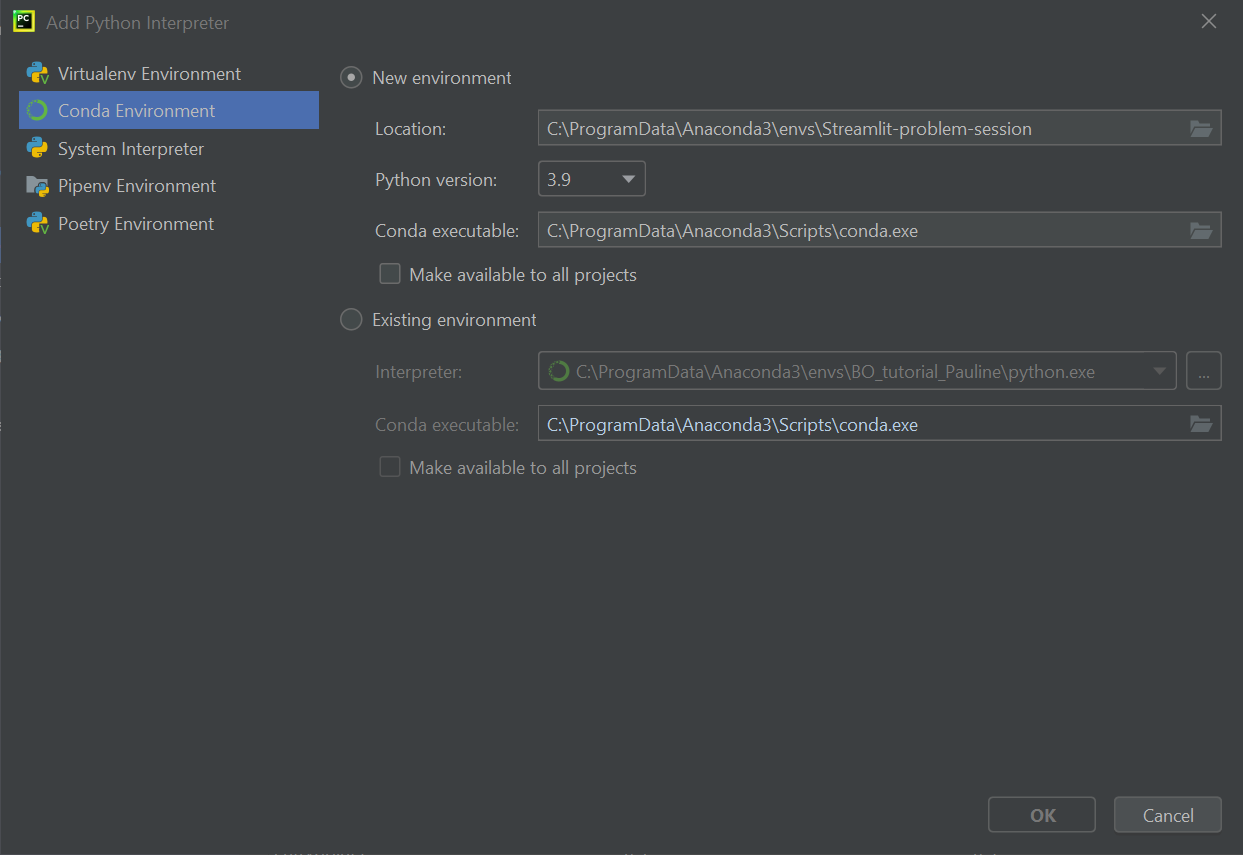 PC
Add Python Interpreter
Virtualenv Environment
Conda Environment
System Interpreter
Pipenv Environment
Poetry Environment
New environment
Location: C:\ProgramData\Anaconda3\envs\Streamlit-problem-session
Python version: 3.9
Conda executable: C:\ProgramData\Anaconda3\Scripts\conda.exe
Make available to all projects
Existing environment
Interpreter: C:\ProgramData\Anaconda3\envs\BO_tutorial_Pauline\python.exe ...
Conda executable: C:\ProgramData\Anaconda3\Scripts\conda.exe
Make available to all projects
OK Cancel